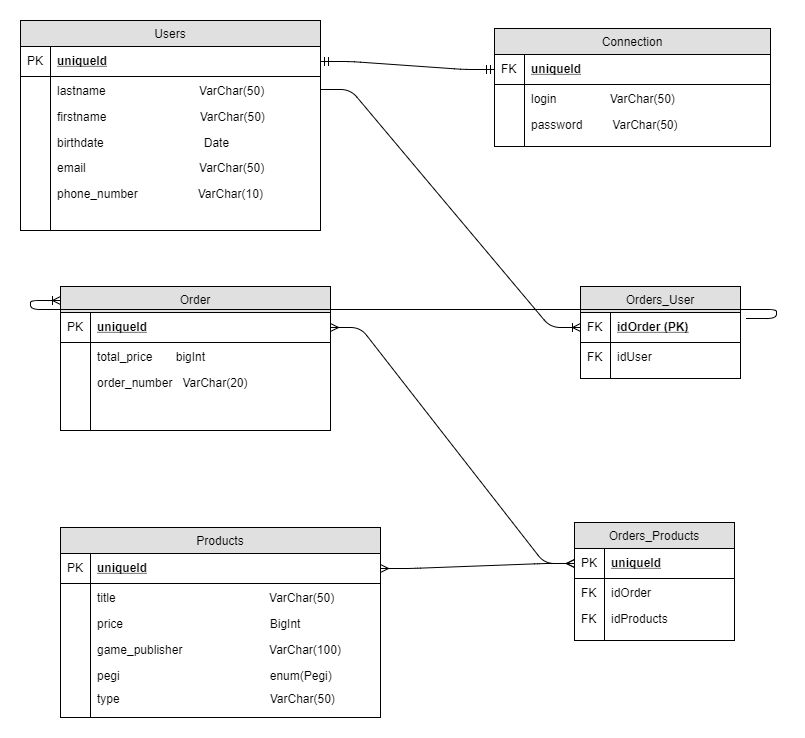 Users
PK uniqueId
lastname VarChar(50)
firstname VarChar(50)
birthdate Date
email VarChar(50)
phone_number VarChar(10)
Connection
FK uniqueId
login VarChar(50)
password VarChar(50)
Order
PK uniqueId
total_price bigInt
order_number VarChar(20)
Orders_User
FK idOrder (PK)
FK idUser
Products
PK uniqueId
title VarChar(50)
price BigInt
game_publisher VarChar(100)
pegi enum(Pegi)
type VarChar(50)
Orders_Products
PK uniqueId
FK idOrder
FK idProducts